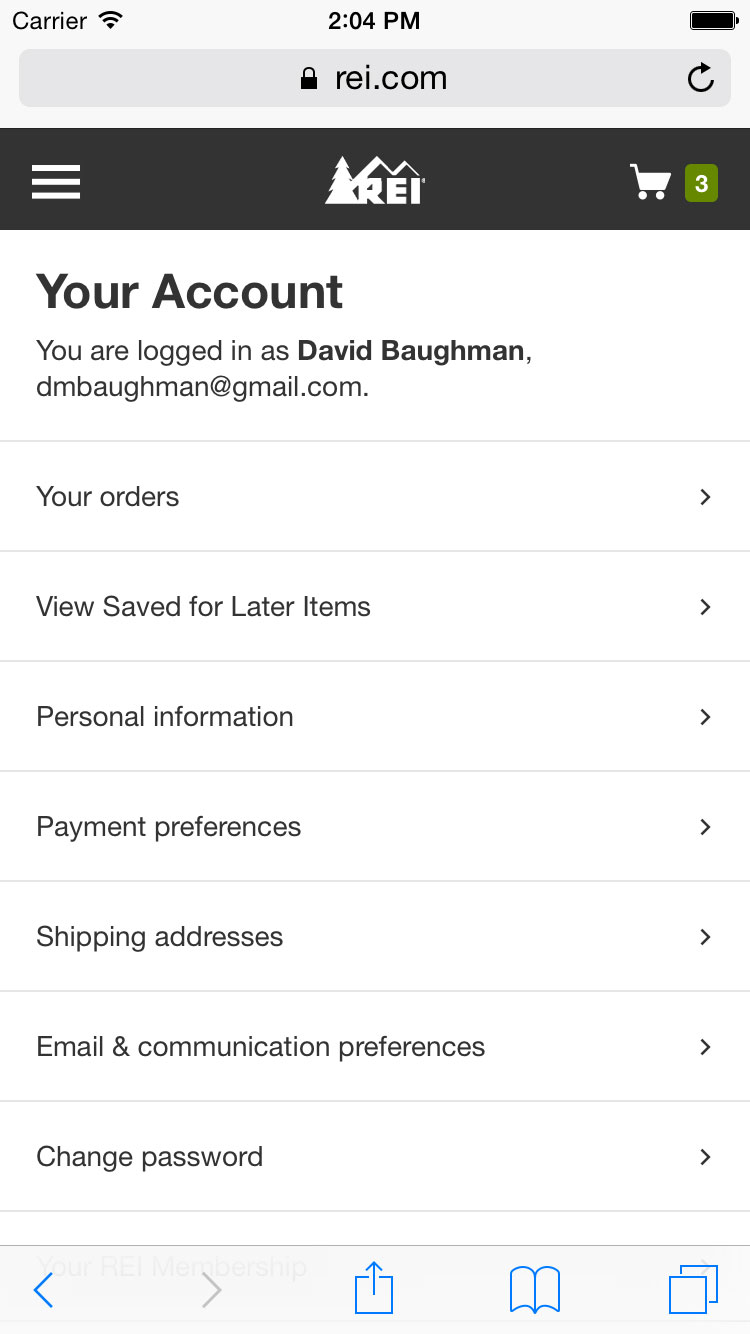 Carrier 2:04 PM
rei.com
REI 3
Your Account
You are logged in as David Baughman,
dmbaughman@gmail.com.
Your orders
View Saved for Later Items
Personal information
Payment preferences
Shipping addresses
Email & communication preferences
Change password
Your REI Membership